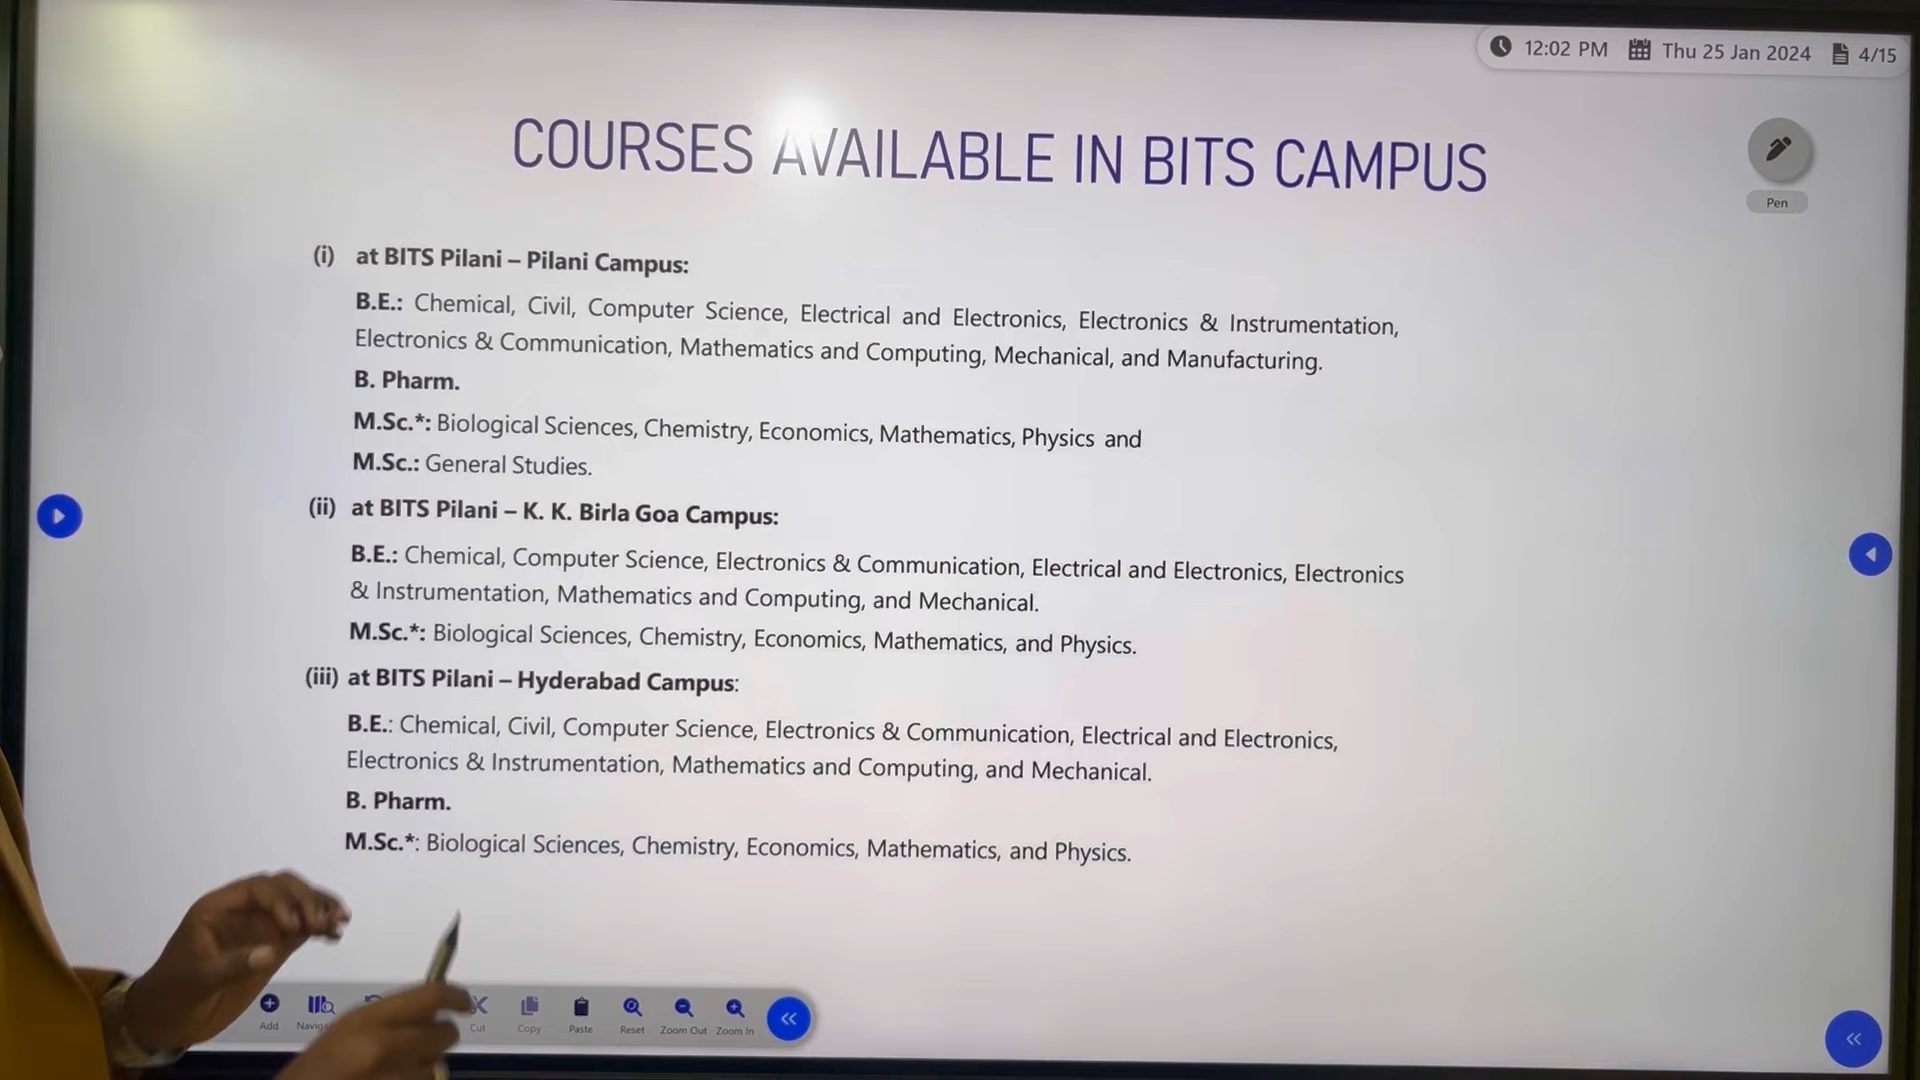 12:02 PM Thu 25 Jan 2024 4/15
COURSES AVAILABLE IN BITS CAMPUS
Pen
(i) at BITS Pilani – Pilani Campus:
B.E.: Chemical, Civil, Computer Science, Electrical and Electronics, Electronics & Instrumentation,
Electronics & Communication, Mathematics and Computing, Mechanical, and Manufacturing.
B. Pharm.
M.Sc.*: Biological Sciences, Chemistry, Economics, Mathematics, Physics and
M.Sc.: General Studies.
(ii) at BITS Pilani – K. K. Birla Goa Campus:
B.E.: Chemical, Computer Science, Electronics & Communication, Electrical and Electronics, Electronics
& Instrumentation, Mathematics and Computing, and Mechanical.
M.Sc.*: Biological Sciences, Chemistry, Economics, Mathematics, and Physics.
(iii) at BITS Pilani – Hyderabad Campus:
B.E.: Chemical, Civil, Computer Science, Electronics & Communication, Electrical and Electronics,
Electronics & Instrumentation, Mathematics and Computing, and Mechanical.
B. Pharm.
M.Sc.*: Biological Sciences, Chemistry, Economics, Mathematics, and Physics.
Add Cut Copy Paste Reset Zoom Out Zoom In